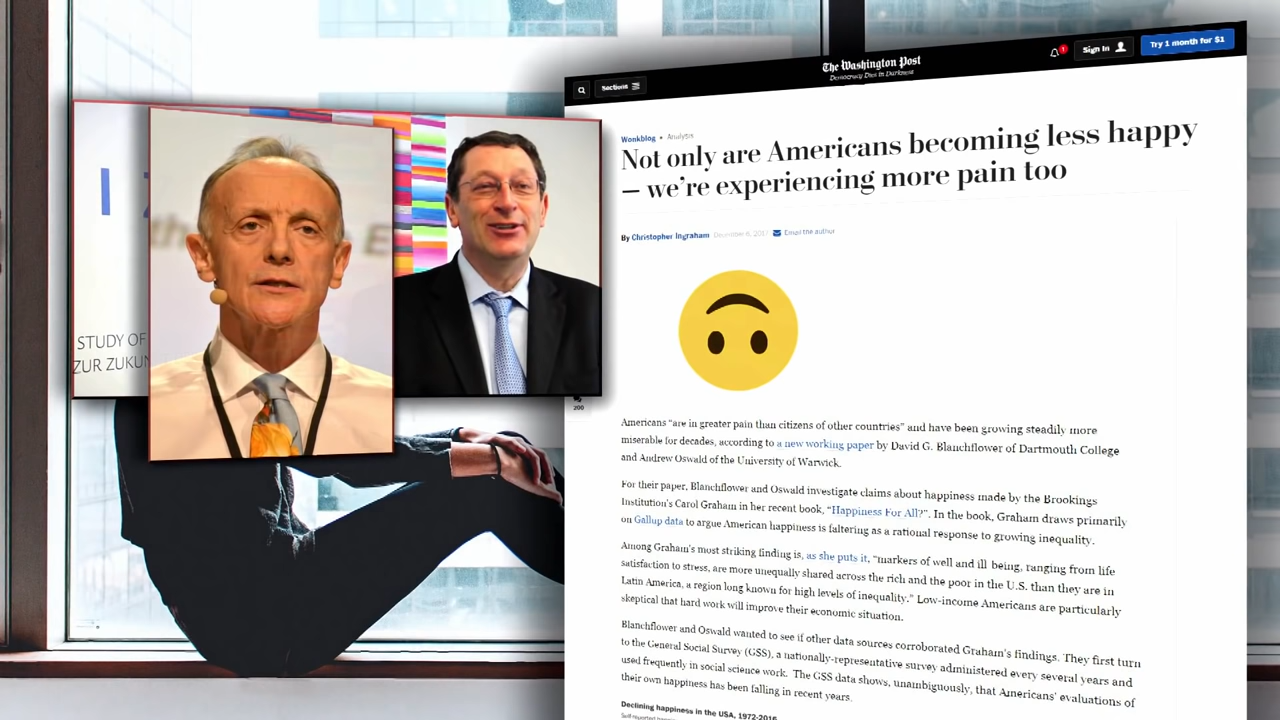 The Washington Post
Democracy Dies in Darkness
Sections
1
Sign In
Try 1 month for $1
Wonkblog • Analysis
Not only are Americans becoming less happy
— we're experiencing more pain too
By Christopher Ingraham December 6, 2017 Email the author
STUDY OF
ZUR ZUKUN
200
Americans “are in greater pain than citizens of other countries” and have been growing steadily more
miserable for decades, according to a new working paper by David G. Blanchflower of Dartmouth College
and Andrew Oswald of the University of Warwick.
For their paper, Blanchflower and Oswald investigate claims about happiness made by the Brookings
Institution's Carol Graham in her recent book, “Happiness For All?”. In the book, Graham draws primarily
on Gallup data to argue American happiness is faltering as a rational response to growing inequality.
Among Graham's most striking finding is, as she puts it, “markers of well and ill-being, ranging from life
satisfaction to stress, are more unequally shared across the rich and the poor in the U.S. than they are in
Latin America, a region long known for high levels of inequality.” Low-income Americans are particularly
skeptical that hard work will improve their economic situation.
Blanchflower and Oswald wanted to see if other data sources corroborated Graham's findings. They first turn
to the General Social Survey (GSS), a nationally-representative survey administered every several years and
used frequently in social science work. The GSS data shows, unambiguously, that Americans' evaluations of
their own happiness has been falling in recent years.
Declining happiness in the USA, 1972-2016